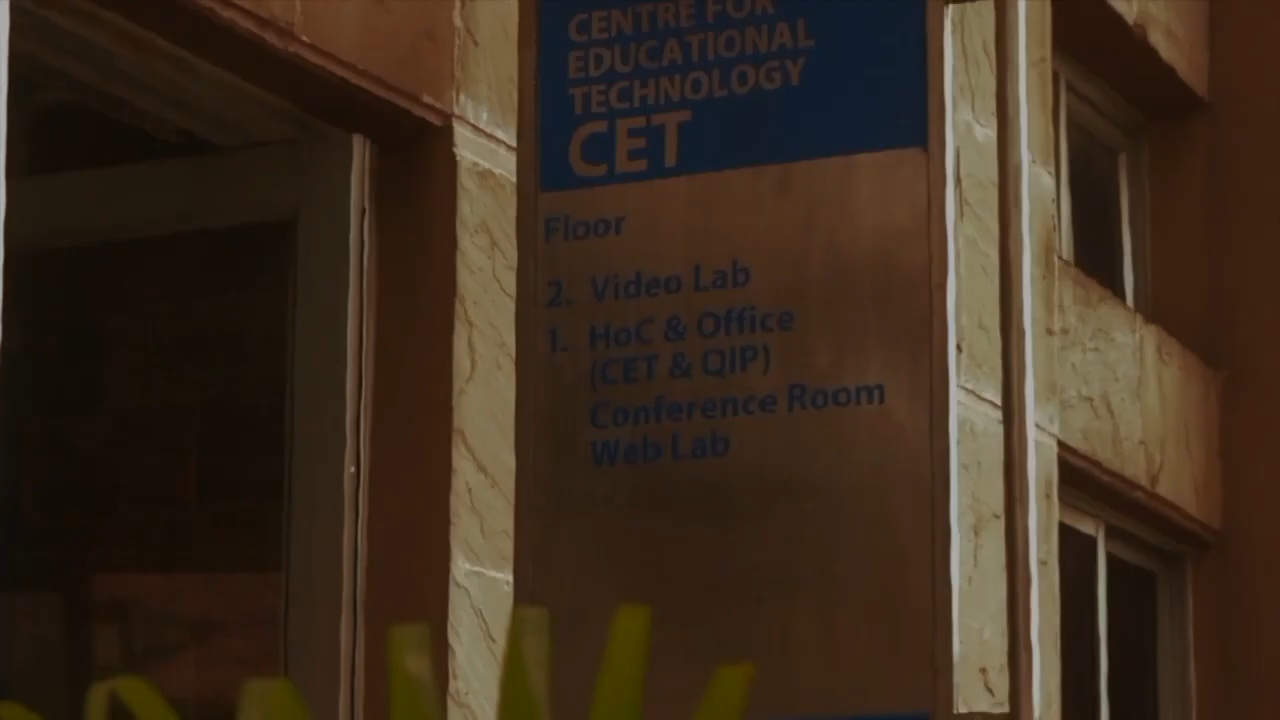 CENTRE FOR
EDUCATIONAL
TECHNOLOGY
CET
Floor
2. Video Lab
1. HoC & Office
(CET & QIP)
Conference Room
Web Lab